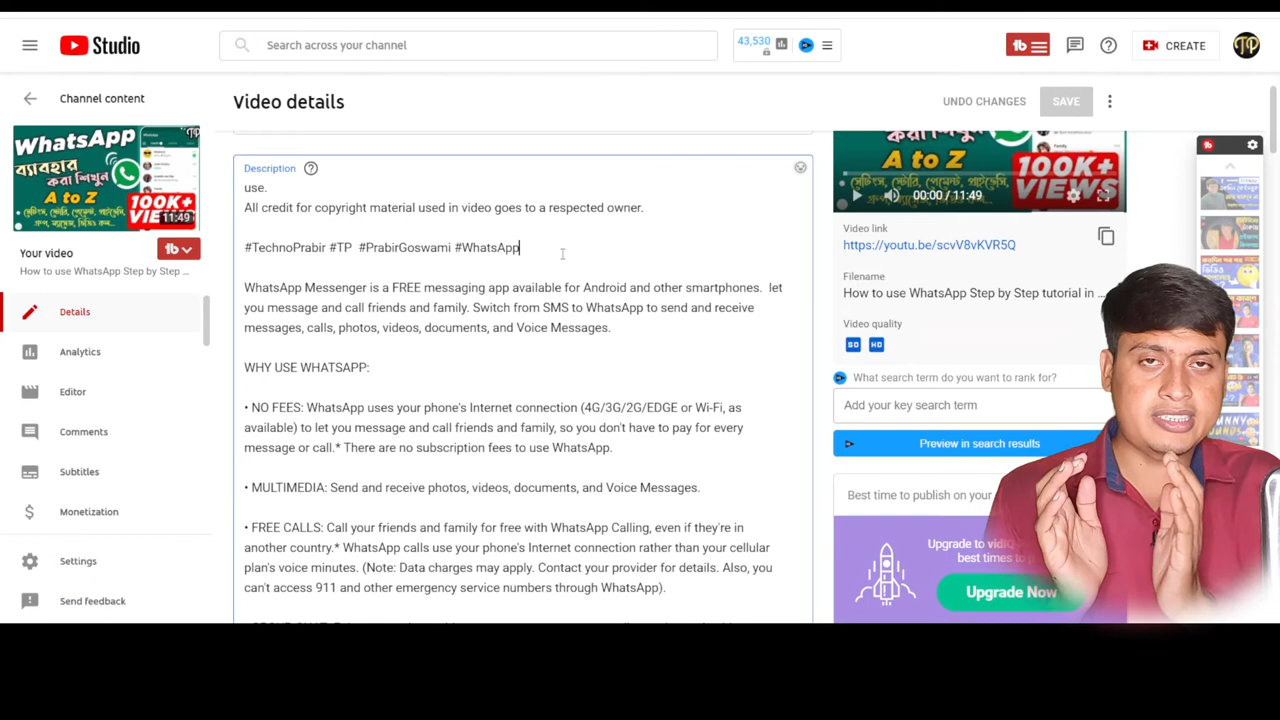 Studio
Search across your channel
43,530
tb
CREATE
TP
Channel content
Video details
UNDO CHANGES
SAVE
WhatsApp
ব্যবহার
করা শিখুন
A to Z
100K+
VIEWS
11:49
Your video
tb
How to use WhatsApp Step by Step ...
Details
Analytics
Editor
Comments
Subtitles
Monetization
Settings
Send feedback
Description
use.
All credit for copyright material used in video goes to a respected owner.
#TechnoPrabir #TP #PrabirGoswami #WhatsApp
WhatsApp Messenger is a FREE messaging app available for Android and other smartphones. let
you message and call friends and family. Switch from SMS to WhatsApp to send and receive
messages, calls, photos, videos, documents, and Voice Messages.
WHY USE WHATSAPP:
• NO FEES: WhatsApp uses your phone's Internet connection (4G/3G/2G/EDGE or Wi-Fi, as
available) to let you message and call friends and family, so you don't have to pay for every
message or call.* There are no subscription fees to use WhatsApp.
• MULTIMEDIA: Send and receive photos, videos, documents, and Voice Messages.
• FREE CALLS: Call your friends and family for free with WhatsApp Calling, even if they're in
another country.* WhatsApp calls use your phone's Internet connection rather than your cellular
plan's voice minutes. (Note: Data charges may apply. Contact your provider for details. Also, you
can't access 911 and other emergency service numbers through WhatsApp).
করা শিখুন
A to Z
100K+
VIEWS
00:00 / 11:49
Video link
https://youtu.be/scvV8vKVR5Q
Filename
How to use WhatsApp Step by Step tutorial in ...
Video quality
SD HD
What search term do you want to rank for?
Add your key search term
Preview in search results
Best time to publish on your
Upgrade to vidIQ
best times to p
Upgrade Now